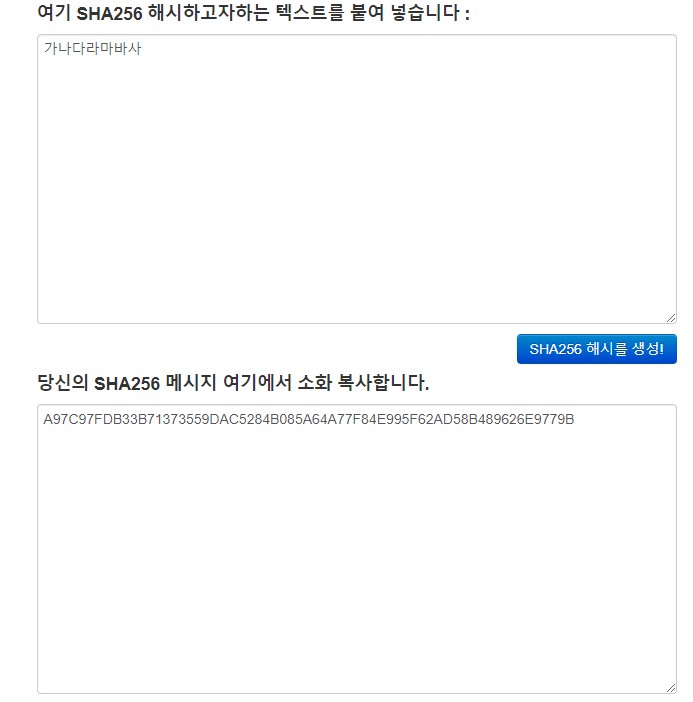 여기 SHA256 해시하고자하는 텍스트를 붙여 넣습니다 :
가나다라마바사
SHA256 해시를 생성!
당신의 SHA256 메시지 여기에서 소화 복사합니다.
A97C97FDB33B71373559DAC5284B085A64A77F84E995F62AD58B489626E9779B